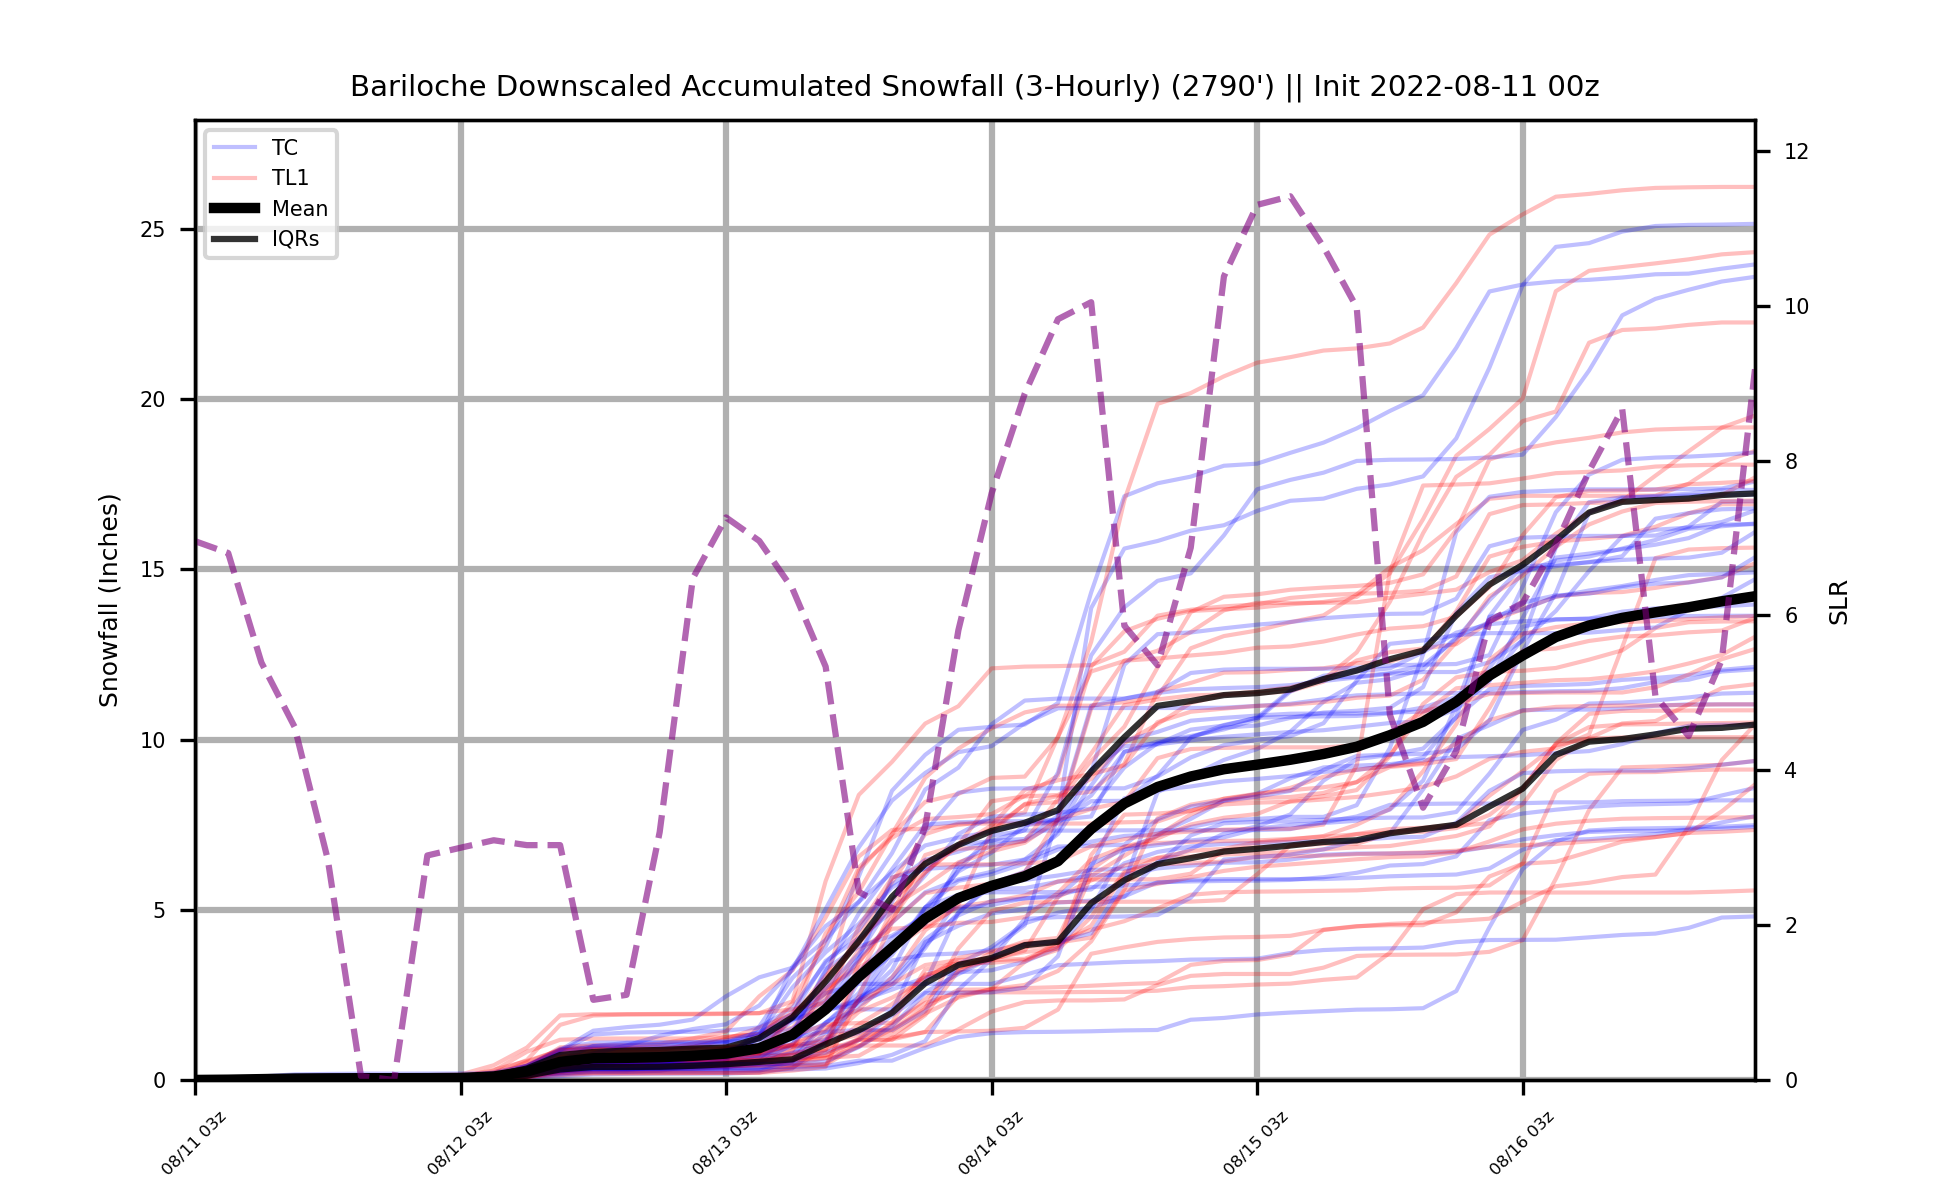 Bariloche Downscaled Accumulated Snowfall (3-Hourly) (2790') || Init 2022-08-11 00z
TC
TL1
Mean
IQRs
25
20
15
10
5
0
Snowfall (Inches)
12
10
8
6
4
2
0
SLR
08/11 03z
08/12 03z
08/13 03z
08/14 03z
08/15 03z
08/16 03z